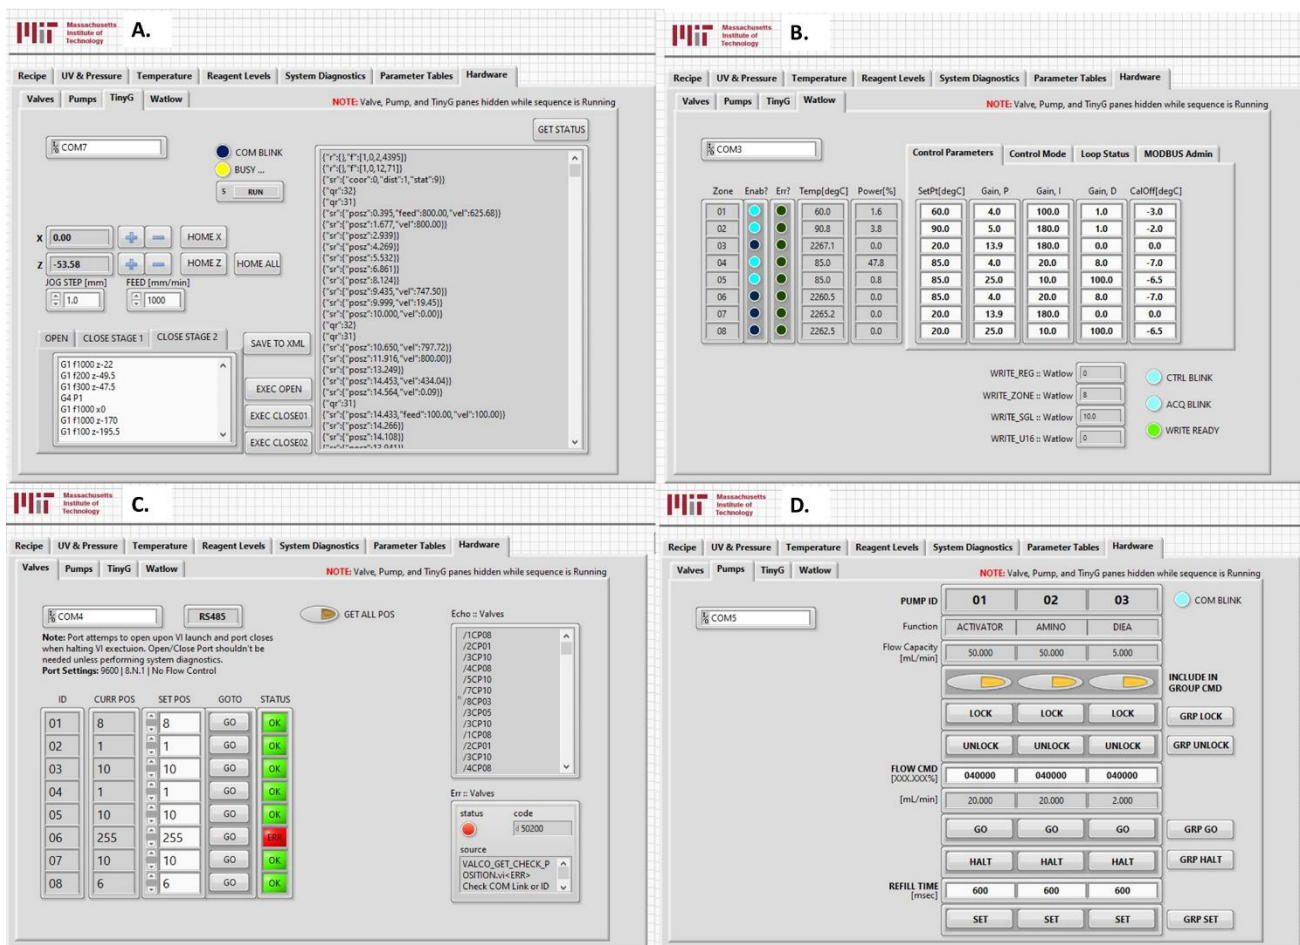 Massachusetts
Institute of
Technology
A.
Recipe UV & Pressure Temperature Reagent Levels System Diagnostics Parameter Tables Hardware
Valves Pumps TinyG Watlow
NOTE: Valve, Pump, and TinyG panes hidden while sequence is Running
GET STATUS
COM7
COM BLINK
BUSY ...
S RUN
X 0.00 HOME X
Z -53.58 HOME Z HOME ALL
JOG STEP [mm] FEED [mm/min]
1.0 1000
OPEN CLOSE STAGE 1 CLOSE STAGE 2
SAVE TO XML
EXEC OPEN
EXEC CLOSE01
EXEC CLOSE02
G1 f1000 z-22
G1 f200 z-49.5
G1 f300 z-47.5
G4 P1
G1 f1000 x0
G1 f1000 z-170
G1 f100 z-195.5
{"r":{},"f":[1,0,2,4395]}
{"r":{},"f":[1,0,12,71]}
{"sr":{"coor":0,"dist":1,"stat":9}}
{"qr":32}
{"qr":31}
{"sr":{"posz":0.395,"feed":800.00,"vel":625.68}}
{"sr":{"posz":1.677,"vel":800.00}}
{"sr":{"posz":2.939}}
{"sr":{"posz":4.269}}
{"sr":{"posz":5.532}}
{"sr":{"posz":6.861}}
{"sr":{"posz":8.124}}
{"sr":{"posz":9.435,"vel":747.50}}
{"sr":{"posz":9.999,"vel":19.45}}
{"sr":{"posz":10.000,"vel":0.00}}
{"qr":32}
{"qr":31}
{"sr":{"posz":10.650,"vel":797.72}}
{"sr":{"posz":11.916,"vel":800.00}}
{"sr":{"posz":13.249}}
{"sr":{"posz":14.453,"vel":434.04}}
{"sr":{"posz":14.564,"vel":0.09}}
{"qr":31}
{"sr":{"posz":14.433,"feed":100.00,"vel":100.00}}
{"sr":{"posz":14.266}}
{"sr":{"posz":14.108}}
Massachusetts
Institute of
Technology
B.
Recipe UV & Pressure Temperature Reagent Levels System Diagnostics Parameter Tables Hardware
Valves Pumps TinyG Watlow
NOTE: Valve, Pump, and TinyG panes hidden while sequence is Running
COM3
Control Parameters Control Mode Loop Status MODBUS Admin
Zone Enab? Err? Temp[degC] Power[%] SetPt[degC] Gain, P Gain, I Gain, D CalOff[degC]
01 60.0 1.6 60.0 4.0 100.0 1.0 -3.0
02 90.8 3.8 90.0 5.0 180.0 1.0 -2.0
03 2267.1 0.0 20.0 13.9 180.0 0.0 0.0
04 85.0 47.8 85.0 4.0 20.0 8.0 -7.0
05 85.0 0.8 85.0 25.0 10.0 100.0 -6.5
06 2260.5 0.0 85.0 4.0 20.0 8.0 -7.0
07 2265.2 0.0 20.0 13.9 180.0 0.0 0.0
08 2262.5 0.0 20.0 25.0 10.0 100.0 -6.5
WRITE_REG :: Watlow 0
WRITE_ZONE :: Watlow 8
WRITE_SGL :: Watlow 10.0
WRITE_U16 :: Watlow 0
CTRL BLINK
ACQ BLINK
WRITE READY
Massachusetts
Institute of
Technology
C.
Recipe UV & Pressure Temperature Reagent Levels System Diagnostics Parameter Tables Hardware
Valves Pumps TinyG Watlow
NOTE: Valve, Pump, and TinyG panes hidden while sequence is Running
COM4 RS485 GET ALL POS
Note: Port attemps to open upon VI launch and port closes
when halting VI exectuion. Open/Close Port shouldn't be
needed unless performing system diagnostics.
Port Settings: 9600 | 8.N.1 | No Flow Control
ID CURR POS SET POS GOTO STATUS
01 8 8 GO OK
02 1 1 GO OK
03 10 10 GO OK
04 1 1 GO OK
05 10 10 GO OK
06 255 255 GO ERR
07 10 10 GO OK
08 6 6 GO OK
Echo :: Valves
/1CP08
/2CP01
/3CP10
/4CP08
/5CP10
/7CP10
/8CP03
/3CP05
/3CP10
/1CP08
/2CP01
/3CP10
/4CP08
Err :: Valves
status code
d 50200
source
VALCO_GET_CHECK_P
OSITION.vi<ERR>
Check COM Link or ID
Massachusetts
Institute of
Technology
D.
Recipe UV & Pressure Temperature Reagent Levels System Diagnostics Parameter Tables Hardware
Valves Pumps TinyG Watlow
NOTE: Valve, Pump, and TinyG panes hidden while sequence is Running
COM5
PUMP ID 01 02 03 COM BLINK
Function ACTIVATOR AMINO DIEA
Flow Capacity
[mL/min] 50.000 50.000 5.000
INCLUDE IN
GROUP CMD
LOCK LOCK LOCK GRP LOCK
UNLOCK UNLOCK UNLOCK GRP UNLOCK
FLOW CMD
[XXX.XXX%] 040000 040000 040000
[mL/min] 20.000 20.000 2.000
GO GO GO GRP GO
HALT HALT HALT GRP HALT
REFILL TIME
[msec] 600 600 600
SET SET SET GRP SET